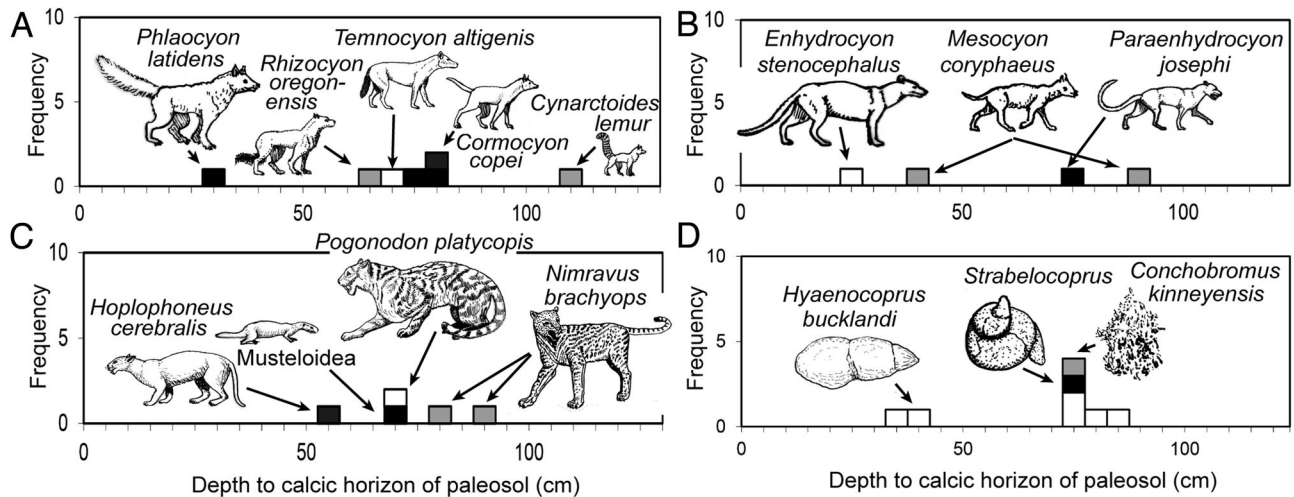 A
10
5
0
Frequency
Phlaocyon
latidens
Rhizocyon
oregon-
ensis
Temnocyon altigenis
Cormocyon
copei
Cynarctoides
lemur
0
50
100
B
10
5
0
Frequency
Enhydrocyon
stenocephalus
Mesocyon
coryphaeus
Paraenhydrocyon
josephi
0
50
100
C
10
5
0
Frequency
Hoplophoneus
cerebralis
Musteloidea
Pogonodon platycopis
Nimravus
brachyops
0
50
100
Depth to calcic horizon of paleosol (cm)
D
10
5
0
Frequency
Hyaenocoprus
bucklandi
Strabelocoprus
Conchobromus
kinneyensis
0
50
100
Depth to calcic horizon of paleosol (cm)